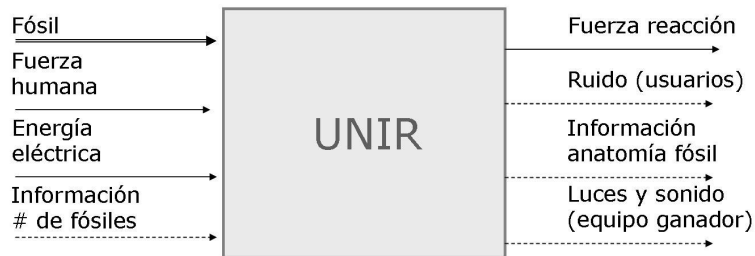 Fósil
Fuerza
humana
Energía
eléctrica
Información
# de fósiles
UNIR
Fuerza reacción
Ruido (usuarios)
Información
anatomía fósil
Luces y sonido
(equipo ganador)